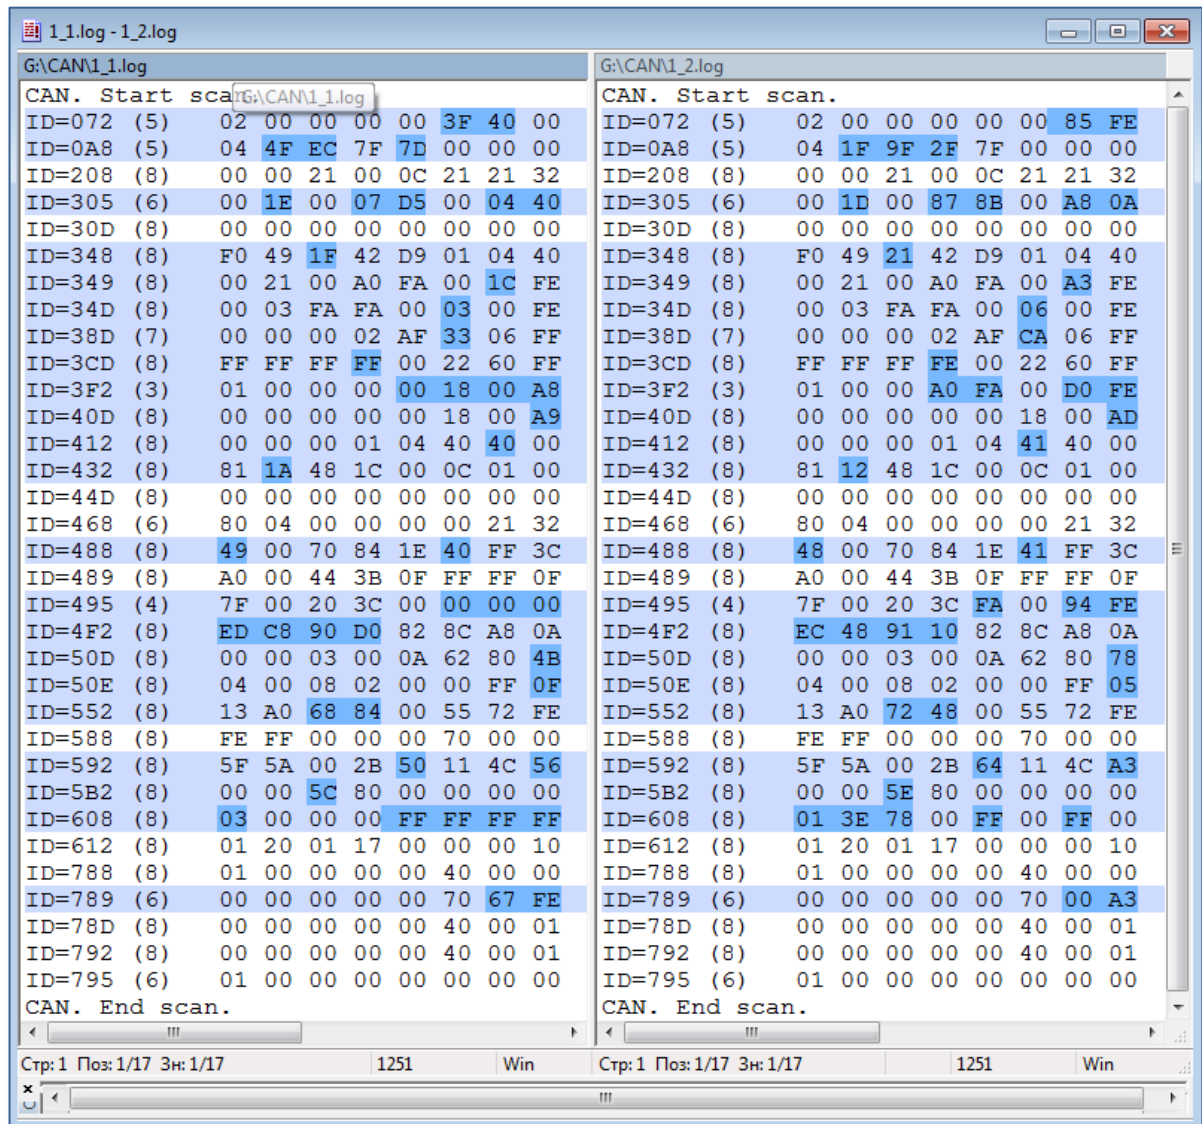 1_1.log - 1_2.log
G:\CAN\1_1.log
CAN. Start scan.
G:\CAN\1_1.log
ID=072 (5) 02 00 00 00 00 3F 40 00
ID=0A8 (5) 04 4F EC 7F 7D 00 00 00
ID=208 (8) 00 00 21 00 0C 21 21 32
ID=305 (6) 00 1E 00 07 D5 00 04 40
ID=30D (8) 00 00 00 00 00 00 00 00
ID=348 (8) F0 49 1F 42 D9 01 04 40
ID=349 (8) 00 21 00 A0 FA 00 1C FE
ID=34D (8) 00 03 FA FA 00 03 00 FE
ID=38D (7) 00 00 00 02 AF 33 06 FF
ID=3CD (8) FF FF FF FF 00 22 60 FF
ID=3F2 (3) 01 00 00 00 00 18 00 A8
ID=40D (8) 00 00 00 00 00 18 00 A9
ID=412 (8) 00 00 00 01 04 40 40 00
ID=432 (8) 81 1A 48 1C 00 0C 01 00
ID=44D (8) 00 00 00 00 00 00 00 00
ID=468 (6) 80 04 00 00 00 00 21 32
ID=488 (8) 49 00 70 84 1E 40 FF 3C
ID=489 (8) A0 00 44 3B 0F FF FF 0F
ID=495 (4) 7F 00 20 3C 00 00 00 00
ID=4F2 (8) ED C8 90 D0 82 8C A8 0A
ID=50D (8) 00 00 03 00 0A 62 80 4B
ID=50E (8) 04 00 08 02 00 00 FF 0F
ID=552 (8) 13 A0 68 84 00 55 72 FE
ID=588 (8) FE FF 00 00 00 70 00 00
ID=592 (8) 5F 5A 00 2B 50 11 4C 56
ID=5B2 (8) 00 00 5C 80 00 00 00 00
ID=608 (8) 03 00 00 00 FF FF FF FF
ID=612 (8) 01 20 01 17 00 00 00 10
ID=788 (8) 01 00 00 00 00 40 00 00
ID=789 (6) 00 00 00 00 00 70 67 FE
ID=78D (8) 00 00 00 00 00 40 00 01
ID=792 (8) 00 00 00 00 00 40 00 01
ID=795 (6) 01 00 00 00 00 00 00 00
CAN. End scan.
Стр: 1 Поз: 1/17 Зн: 1/17 1251 Win
G:\CAN\1_2.log
CAN. Start scan.
ID=072 (5) 02 00 00 00 00 00 85 FE
ID=0A8 (5) 04 1F 9F 2F 7F 00 00 00
ID=208 (8) 00 00 21 00 0C 21 21 32
ID=305 (6) 00 1D 00 87 8B 00 A8 0A
ID=30D (8) 00 00 00 00 00 00 00 00
ID=348 (8) F0 49 21 42 D9 01 04 40
ID=349 (8) 00 21 00 A0 FA 00 A3 FE
ID=34D (8) 00 03 FA FA 00 06 00 FE
ID=38D (7) 00 00 00 02 AF CA 06 FF
ID=3CD (8) FF FF FF FE 00 22 60 FF
ID=3F2 (3) 01 00 00 A0 FA 00 D0 FE
ID=40D (8) 00 00 00 00 00 18 00 AD
ID=412 (8) 00 00 00 01 04 41 40 00
ID=432 (8) 81 12 48 1C 00 0C 01 00
ID=44D (8) 00 00 00 00 00 00 00 00
ID=468 (6) 80 04 00 00 00 00 21 32
ID=488 (8) 48 00 70 84 1E 41 FF 3C
ID=489 (8) A0 00 44 3B 0F FF FF 0F
ID=495 (4) 7F 00 20 3C FA 00 94 FE
ID=4F2 (8) EC 48 91 10 82 8C A8 0A
ID=50D (8) 00 00 03 00 0A 62 80 78
ID=50E (8) 04 00 08 02 00 00 FF 05
ID=552 (8) 13 A0 72 48 00 55 72 FE
ID=588 (8) FE FF 00 00 00 70 00 00
ID=592 (8) 5F 5A 00 2B 64 11 4C A3
ID=5B2 (8) 00 00 5E 80 00 00 00 00
ID=608 (8) 01 3E 78 00 FF 00 FF 00
ID=612 (8) 01 20 01 17 00 00 00 10
ID=788 (8) 01 00 00 00 00 40 00 00
ID=789 (6) 00 00 00 00 00 70 00 A3
ID=78D (8) 00 00 00 00 00 40 00 01
ID=792 (8) 00 00 00 00 00 40 00 01
ID=795 (6) 01 00 00 00 00 00 00 00
CAN. End scan.
Стр: 1 Поз: 1/17 Зн: 1/17 1251 Win